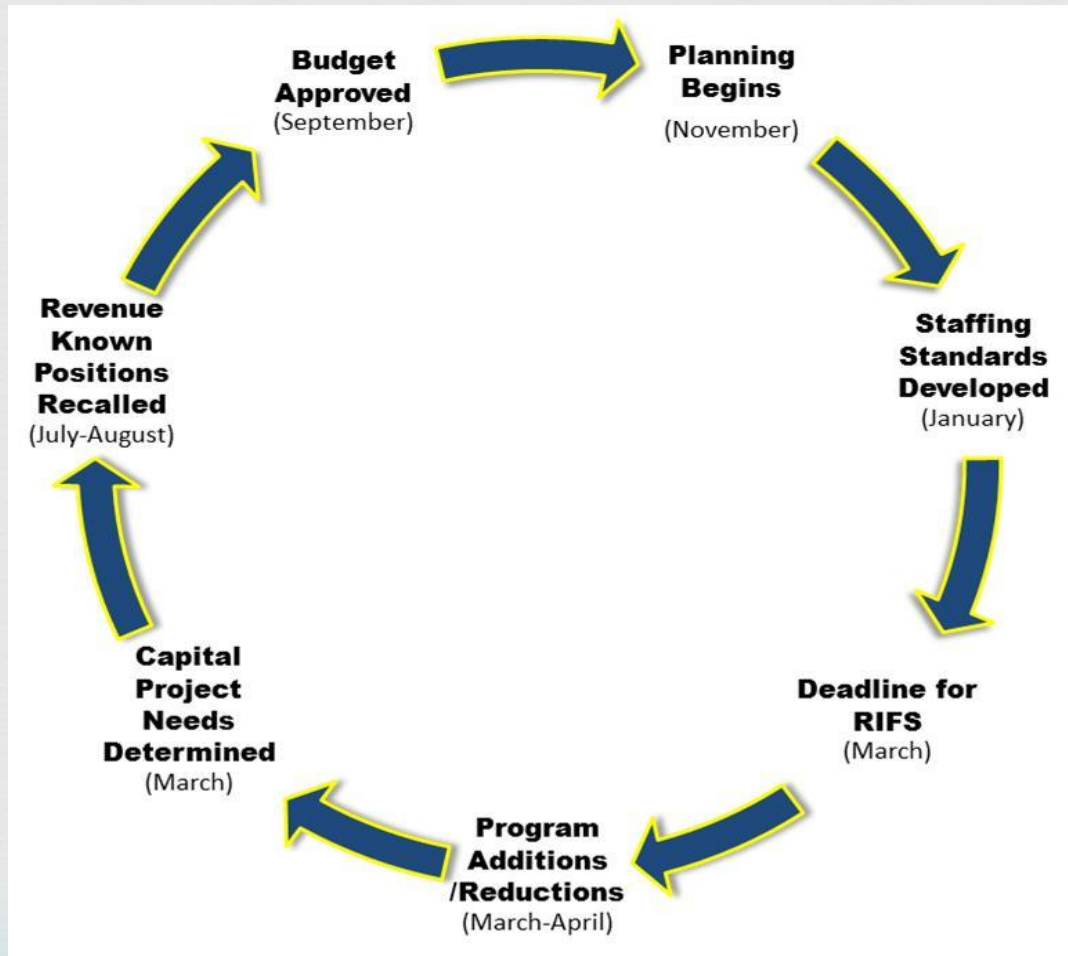 Budget
Approved
(September)
Planning
Begins
(November)
Staffing
Standards
Developed
(January)
Deadline for
RIFS
(March)
Program
Additions
/Reductions
(March-April)
Capital
Project
Needs
Determined
(March)
Revenue
Known
Positions
Recalled
(July-August)